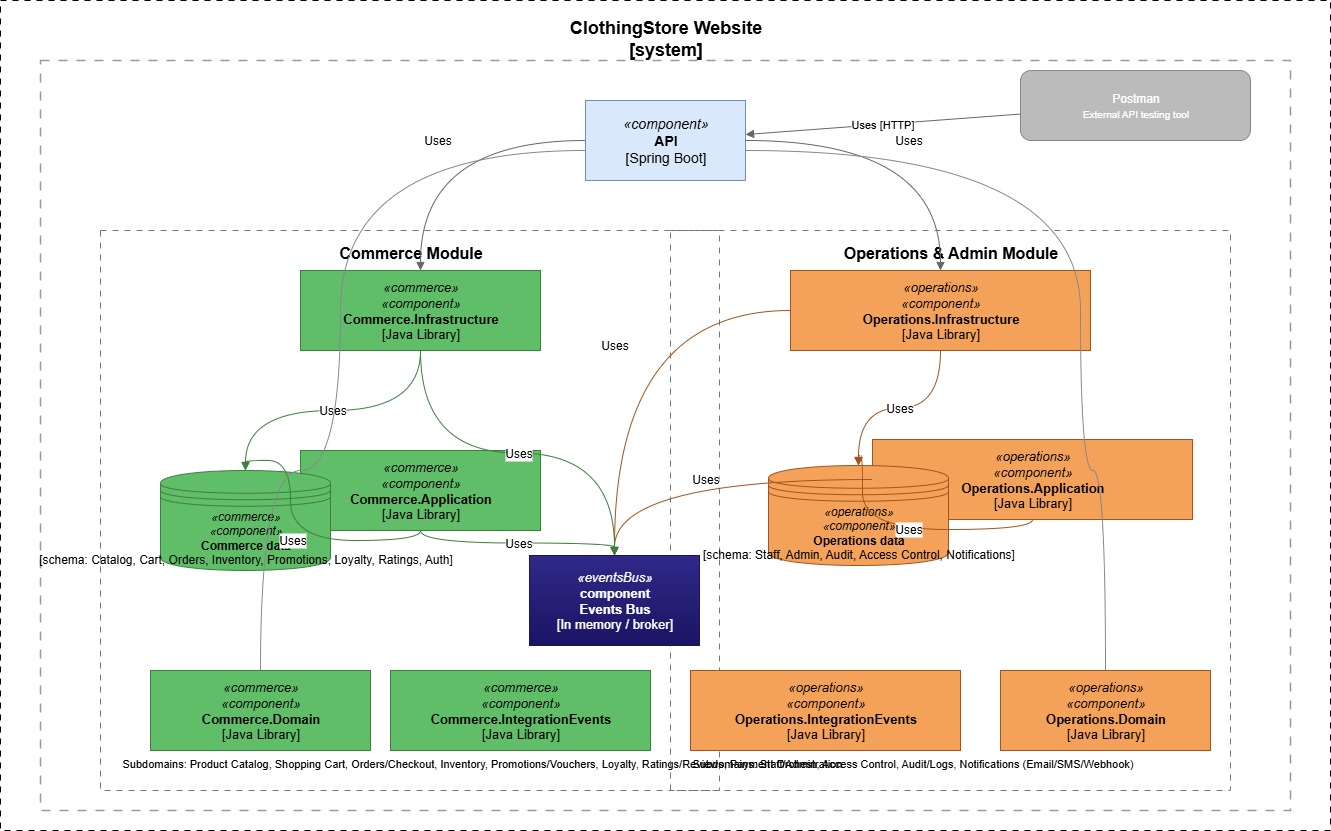 ClothingStore Website
[system]
Postman
External API testing tool
«component»
API
[Spring Boot]
Uses [HTTP]
Uses
Uses
Commerce Module
Operations & Admin Module
«commerce»
«component»
Commerce.Infrastructure
[Java Library]
«operations»
«component»
Operations.Infrastructure
[Java Library]
Uses
Uses
Uses
Uses
Uses
«commerce»
«component»
Commerce.Application
[Java Library]
«operations»
«component»
Operations.Application
[Java Library]
«commerce»
«component»
Commerce data
Uses
[schema: Catalog, Cart, Orders, Inventory, Promotions, Loyalty, Ratings, Auth]
Uses
«operations»
«component»
Operations data
Uses
[schema: Staff, Admin, Audit, Access Control, Notifications]
«eventsBus»
component
Events Bus
[In memory / broker]
«commerce»
«component»
Commerce.Domain
[Java Library]
«commerce»
«component»
Commerce.IntegrationEvents
[Java Library]
«operations»
«component»
Operations.IntegrationEvents
[Java Library]
«operations»
«component»
Operations.Domain
[Java Library]
Subdomains: Product Catalog, Shopping Cart, Orders/Checkout, Inventory, Promotions/Vouchers, Loyalty, Ratings/Reviews, Payment Orchestration
Subdomains: Staff/Admin, Access Control, Audit/Logs, Notifications (Email/SMS/Webhook)